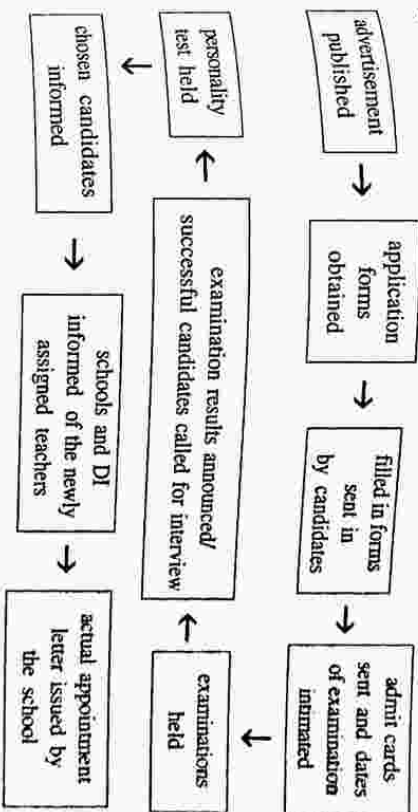 advertisement
published
application
forms
obtained
filled in forms
sent in
by candidates
admit cards
sent and dates
of examination
intimated
examinations
held
examination results announced/
successful candidates called for interview
personality
test held
chosen candidates
informed
schools and DI
informed of the newly
assigned teachers
actual appointment
letter issued by
the school